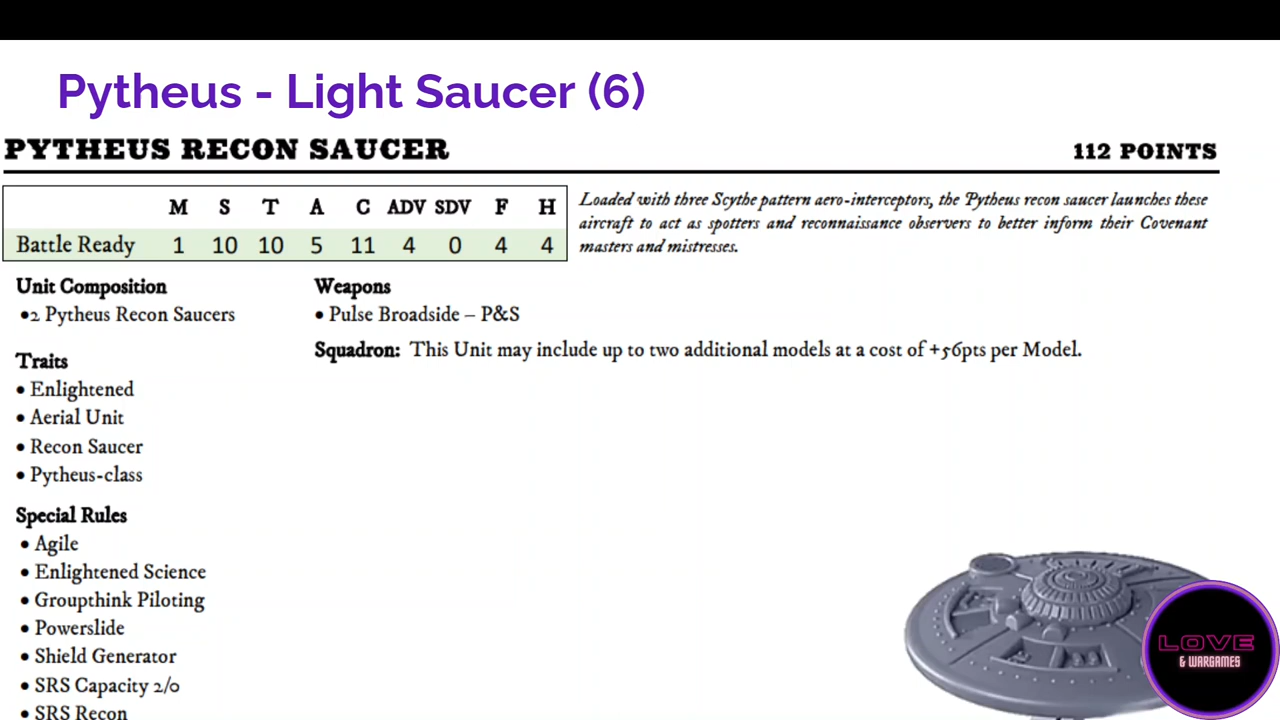 Pytheus - Light Saucer (6)
PYTHEUS RECON SAUCER
112 POINTS
M S T A C ADV SDV F H
Battle Ready 1 10 10 5 11 4 0 4 4
Loaded with three Scythe pattern aero-interceptors, the Pytheus recon saucer launches these
aircraft to act as spotters and reconnaissance observers to better inform their Covenant
masters and mistresses.
Unit Composition
•2 Pytheus Recon Saucers
Traits
• Enlightened
• Aerial Unit
• Recon Saucer
• Pytheus-class
Special Rules
• Agile
• Enlightened Science
• Groupthink Piloting
• Powerslide
• Shield Generator
• SRS Capacity 2/0
• SRS Recon
Weapons
• Pulse Broadside – P&S
Squadron: This Unit may include up to two additional models at a cost of +56pts per Model.
LOVE
& WARGAMES